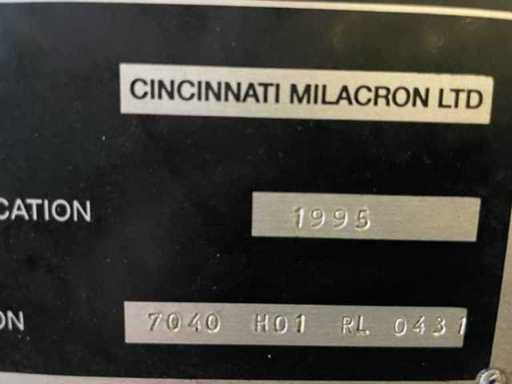 CINCINNATI MILACRON LTD
CATION 1995
ON 7040 H01 RL 0431